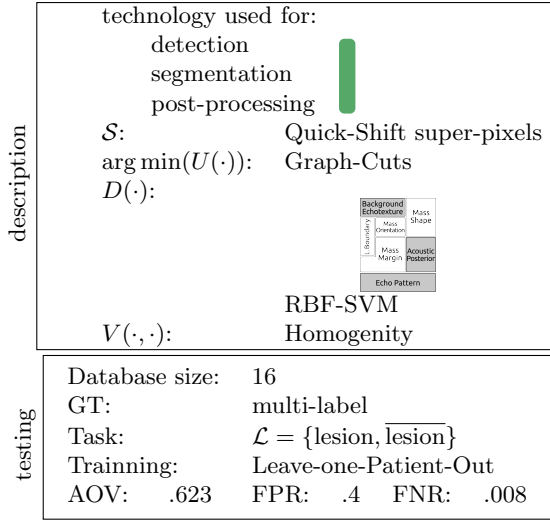 description
technology used for:
detection
segmentation
post-processing
𝒮: Quick-Shift super-pixels
arg min(U(·)): Graph-Cuts
D(·):
Background Echotexture
Mass Shape
Mass Orientation
L. Boundary
Mass Margin
Acoustic Posterior
Echo Pattern
RBF-SVM
V(·, ·): Homogenity
testing
Database size: 16
GT: multi-label
Task: ℒ = {lesion, \overline{lesion}}
Trainning: Leave-one-Patient-Out
AOV: .623 FPR: .4 FNR: .008